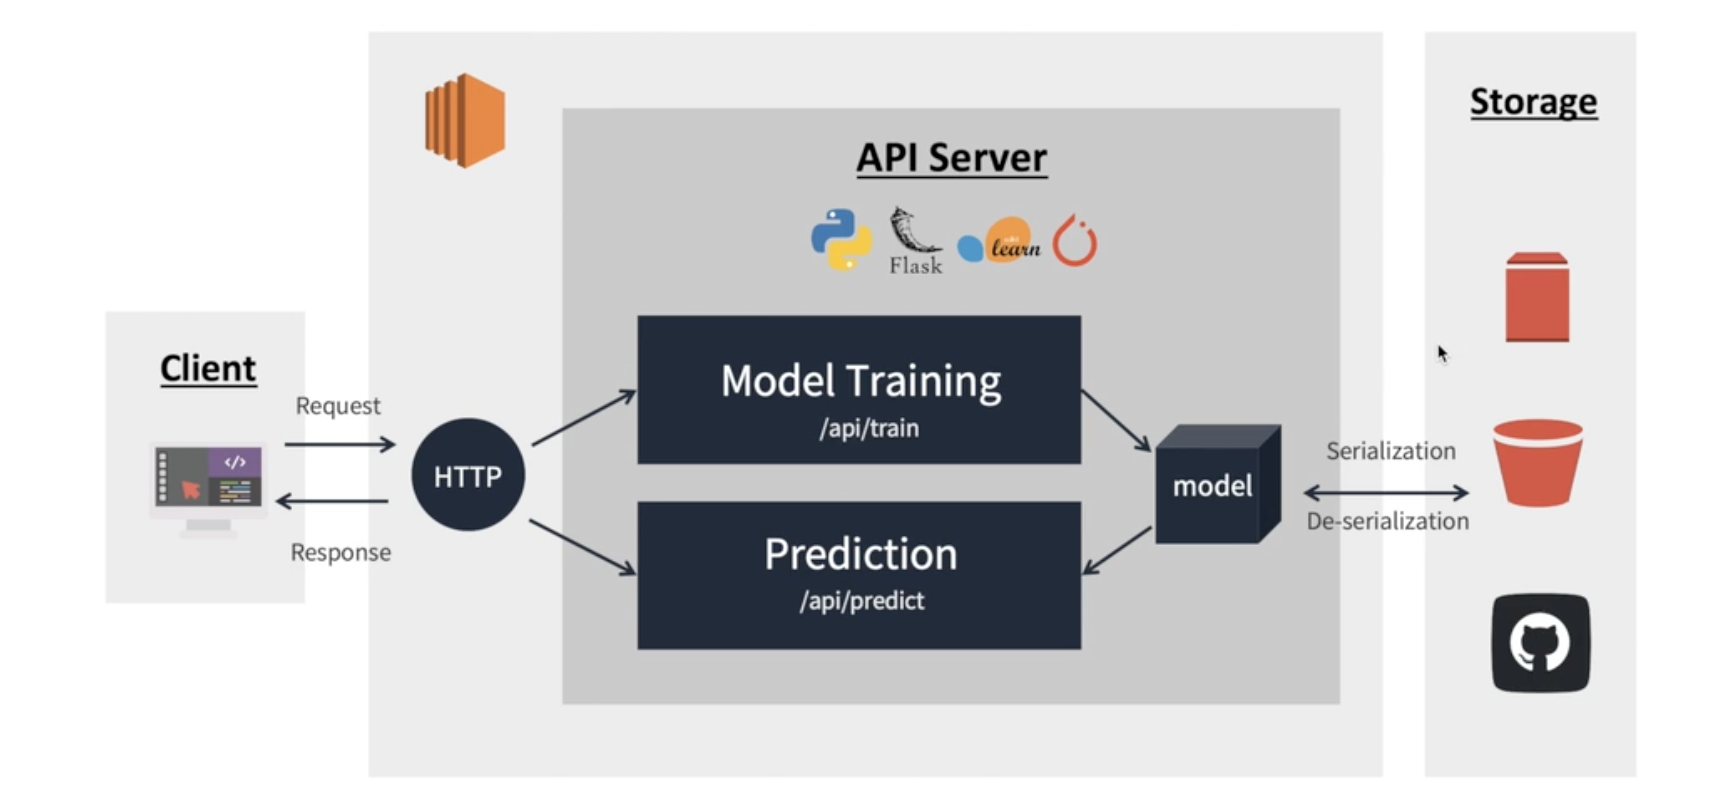 Storage
API Server
Flask
learn
Client
Request
Response
HTTP
</>
Model Training
/api/train
Prediction
/api/predict
model
Serialization
De-serialization